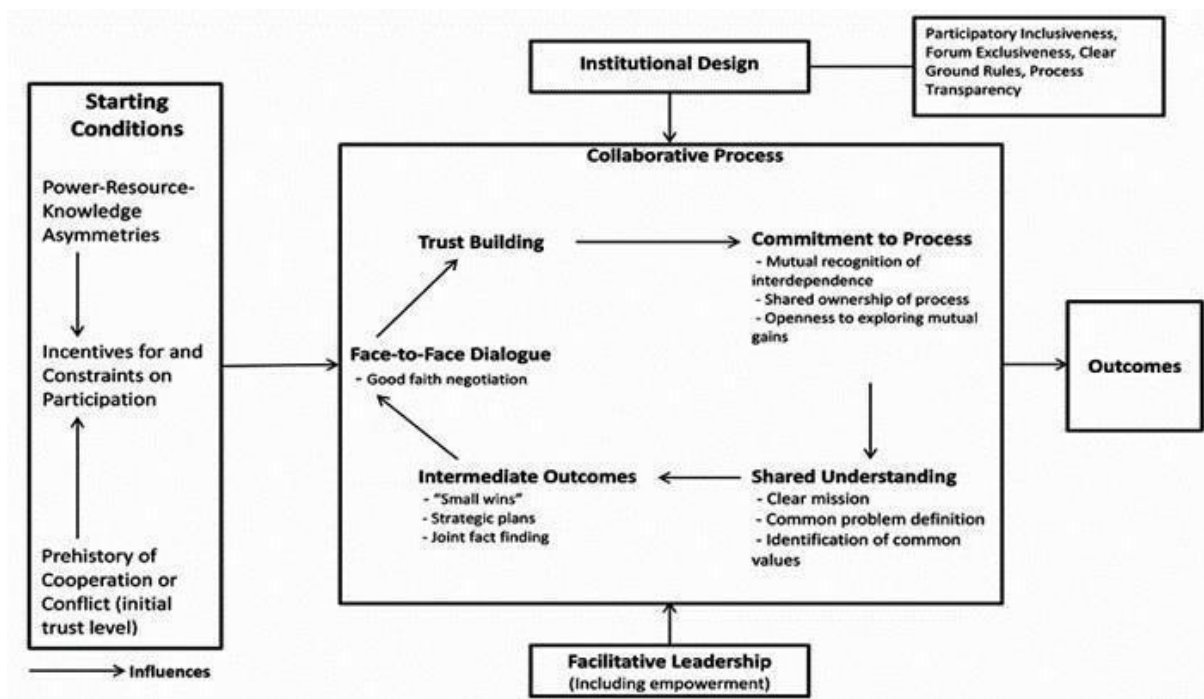 Participatory Inclusiveness,
Forum Exclusiveness, Clear
Ground Rules, Process
Transparency
Institutional Design
Starting
Conditions
Power-Resource-
Knowledge
Asymmetries
Incentives for and
Constraints on
Participation
Prehistory of
Cooperation or
Conflict (initial
trust level)
Influences
Collaborative Process
Trust Building
Commitment to Process
- Mutual recognition of
interdependence
- Shared ownership of process
- Openness to exploring mutual
gains
Face-to-Face Dialogue
- Good faith negotiation
Intermediate Outcomes
- "Small wins"
- Strategic plans
- Joint fact finding
Shared Understanding
- Clear mission
- Common problem definition
- Identification of common
values
Outcomes
Facilitative Leadership
(Including empowerment)